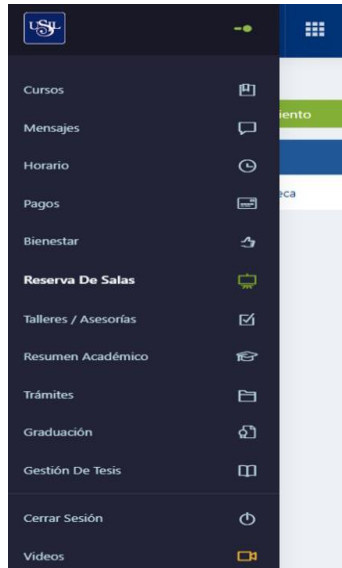 USIL
iento
Cursos
Mensajes
Horario
eca
Pagos
Bienestar
Reserva De Salas
Talleres / Asesorías
Resumen Académico
Trámites
Graduación
Gestión De Tesis
Cerrar Sesión
Videos